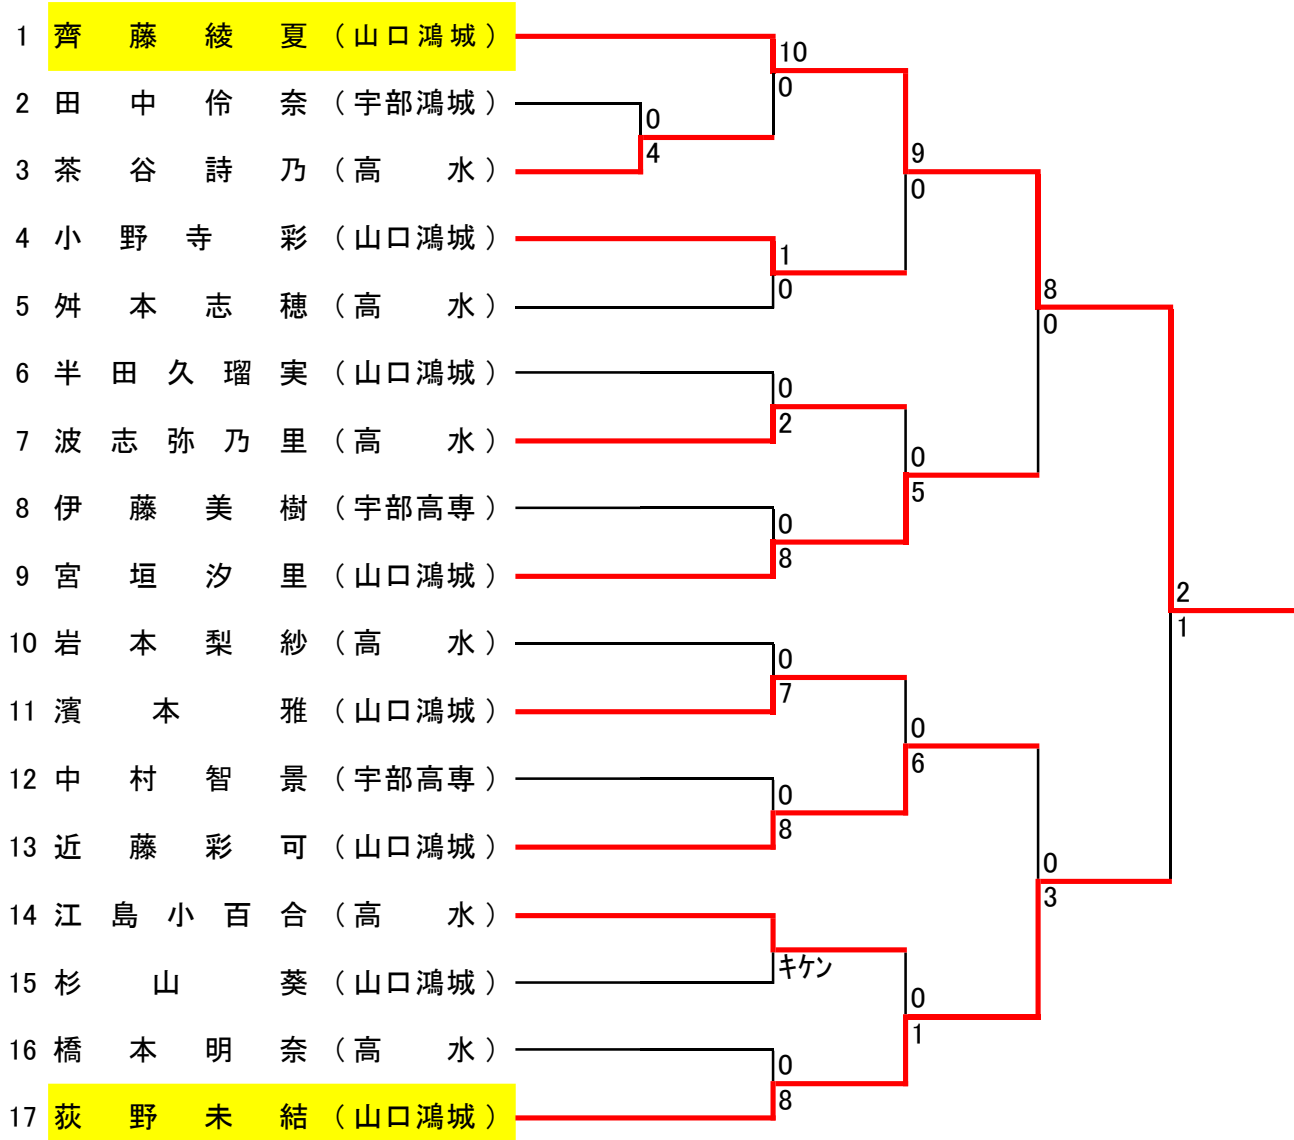 1 齊藤綾夏（山口鴻城）
10
0
2 田中伶奈（宇部鴻城）
0
4
3 茶谷詩乃（高水）
9
0
4 小野寺彩（山口鴻城）
1
0
5 舛本志穂（高水）
8
0
6 半田久瑠実（山口鴻城）
0
2
7 波志弥乃里（高水）
0
5
8 伊藤美樹（宇部高専）
0
8
9 宮垣汐里（山口鴻城）
2
1
10 岩本梨紗（高水）
0
7
11 濱本雅（山口鴻城）
0
6
12 中村智景（宇部高専）
0
8
13 近藤彩可（山口鴻城）
0
3
14 江島小百合（高水）
キケン
15 杉山葵（山口鴻城）
0
1
16 橋本明奈（高水）
0
8
17 荻野未結（山口鴻城）